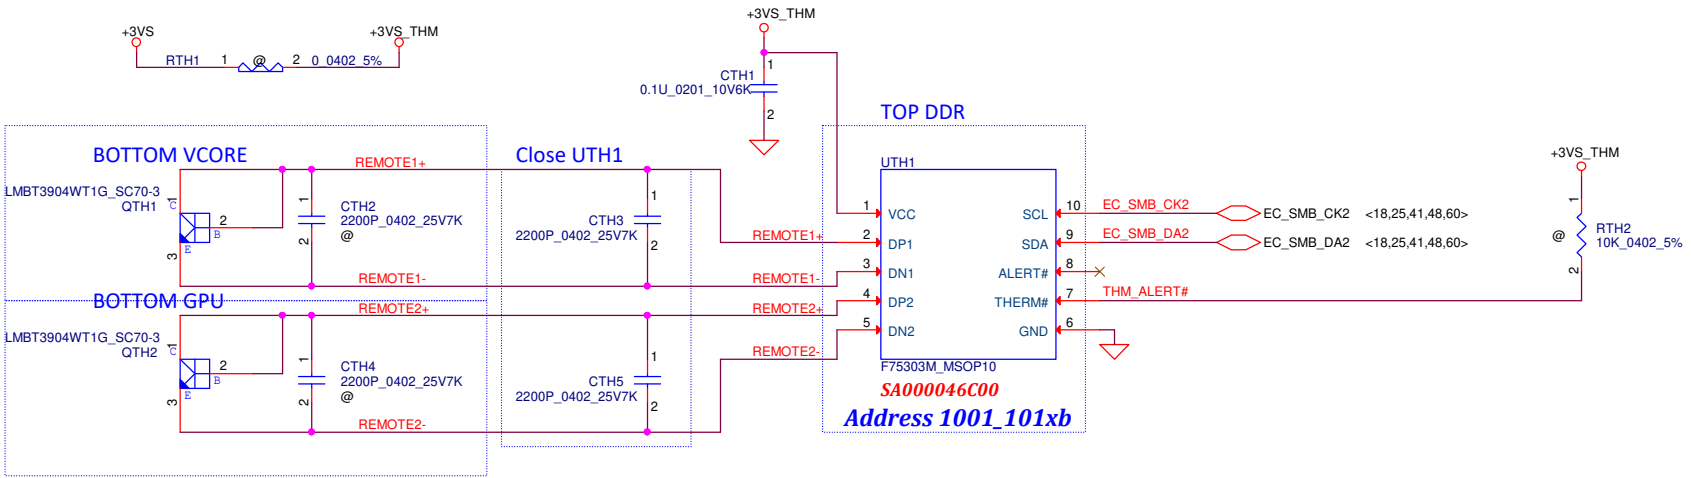 +3VS
+3VS_THM
RTH1 1 @ 2 0_0402_5%
+3VS_THM
1
CTH1
0.1U_0201_10V6K
2
TOP DDR
BOTTOM VCORE
REMOTE1+
Close UTH1
UTH1
+3VS_THM
LMBT3904WT1G_SC70-3
QTH1
1
C
2
B
E
3
1
CTH2
2200P_0402_25V7K
@
2
1
CTH3
2200P_0402_25V7K
2
REMOTE1+
REMOTE1-
REMOTE1-
1 VCC
2 DP1
3 DN1
4 DP2
5 DN2
SCL 10 EC_SMB_CK2 EC_SMB_CK2 <18,25,41,48,60>
SDA 9 EC_SMB_DA2 EC_SMB_DA2 <18,25,41,48,60>
ALERT# 8
THERM# 7 THM_ALERT#
GND 6
1
RTH2
@ 10K_0402_5%
2
BOTTOM GPU
REMOTE2+
REMOTE2+
LMBT3904WT1G_SC70-3
QTH2
1
C
2
B
E
3
1
CTH4
2200P_0402_25V7K
@
2
1
CTH5
2200P_0402_25V7K
2
REMOTE2-
REMOTE2-
F75303M_MSOP10
SA000046C00
Address 1001_101xb